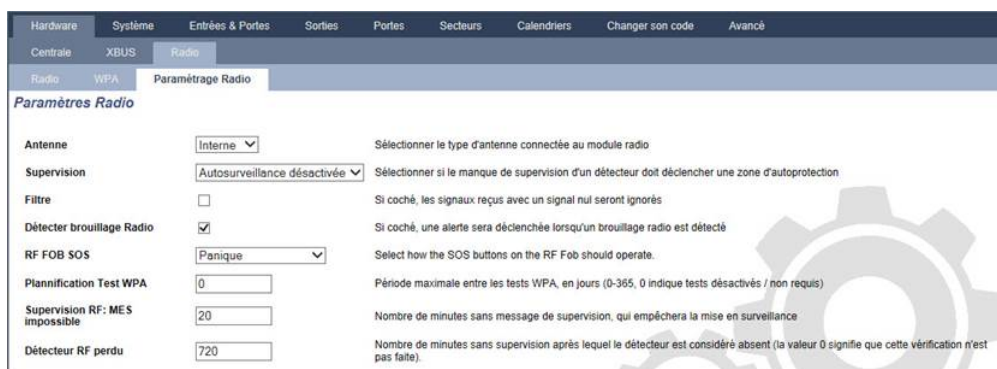 Hardware Système Entrées & Portes Sorties Portes Secteurs Calendriers Changer son code Avancé
Centrale XBUS Radio
Radio WPA Paramètrage Radio
Paramètres Radio
Antenne Interne Sélectionner le type d'antenne connectée au module radio
Supervision Autosurveillance désactivée Sélectionner si le manque de supervision d'un détecteur doit déclencher une zone d'autoprotection
Filtre Si coché, les signaux reçus avec un signal nul seront ignorés
Détecter brouillage Radio Si coché, une alerte sera déclenchée lorsqu'un brouillage radio est détecté
RF FOB SOS Panique Select how the SOS buttons on the RF Fob should operate.
Plannification Test WPA 0 Période maximale entre les tests WPA, en jours (0-365, 0 indique tests désactivés / non requis)
Supervision RF: MES impossible 20 Nombre de minutes sans message de supervision, qui empêchera la mise en surveillance
Détecteur RF perdu 720 Nombre de minutes sans supervision après lequel le détecteur est considéré absent (la valeur 0 signifie que cette vérification n'est
pas faite).